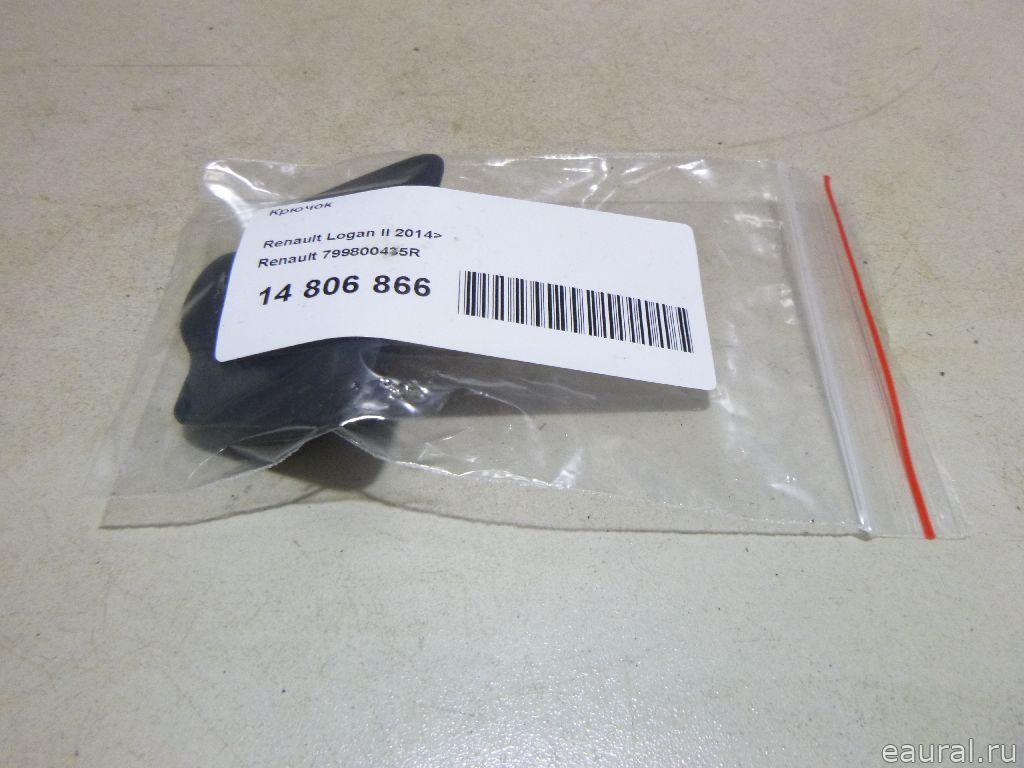 Крючок
Renault Logan II 2014>
Renault 799800435R
14 806 866
eaural.ru